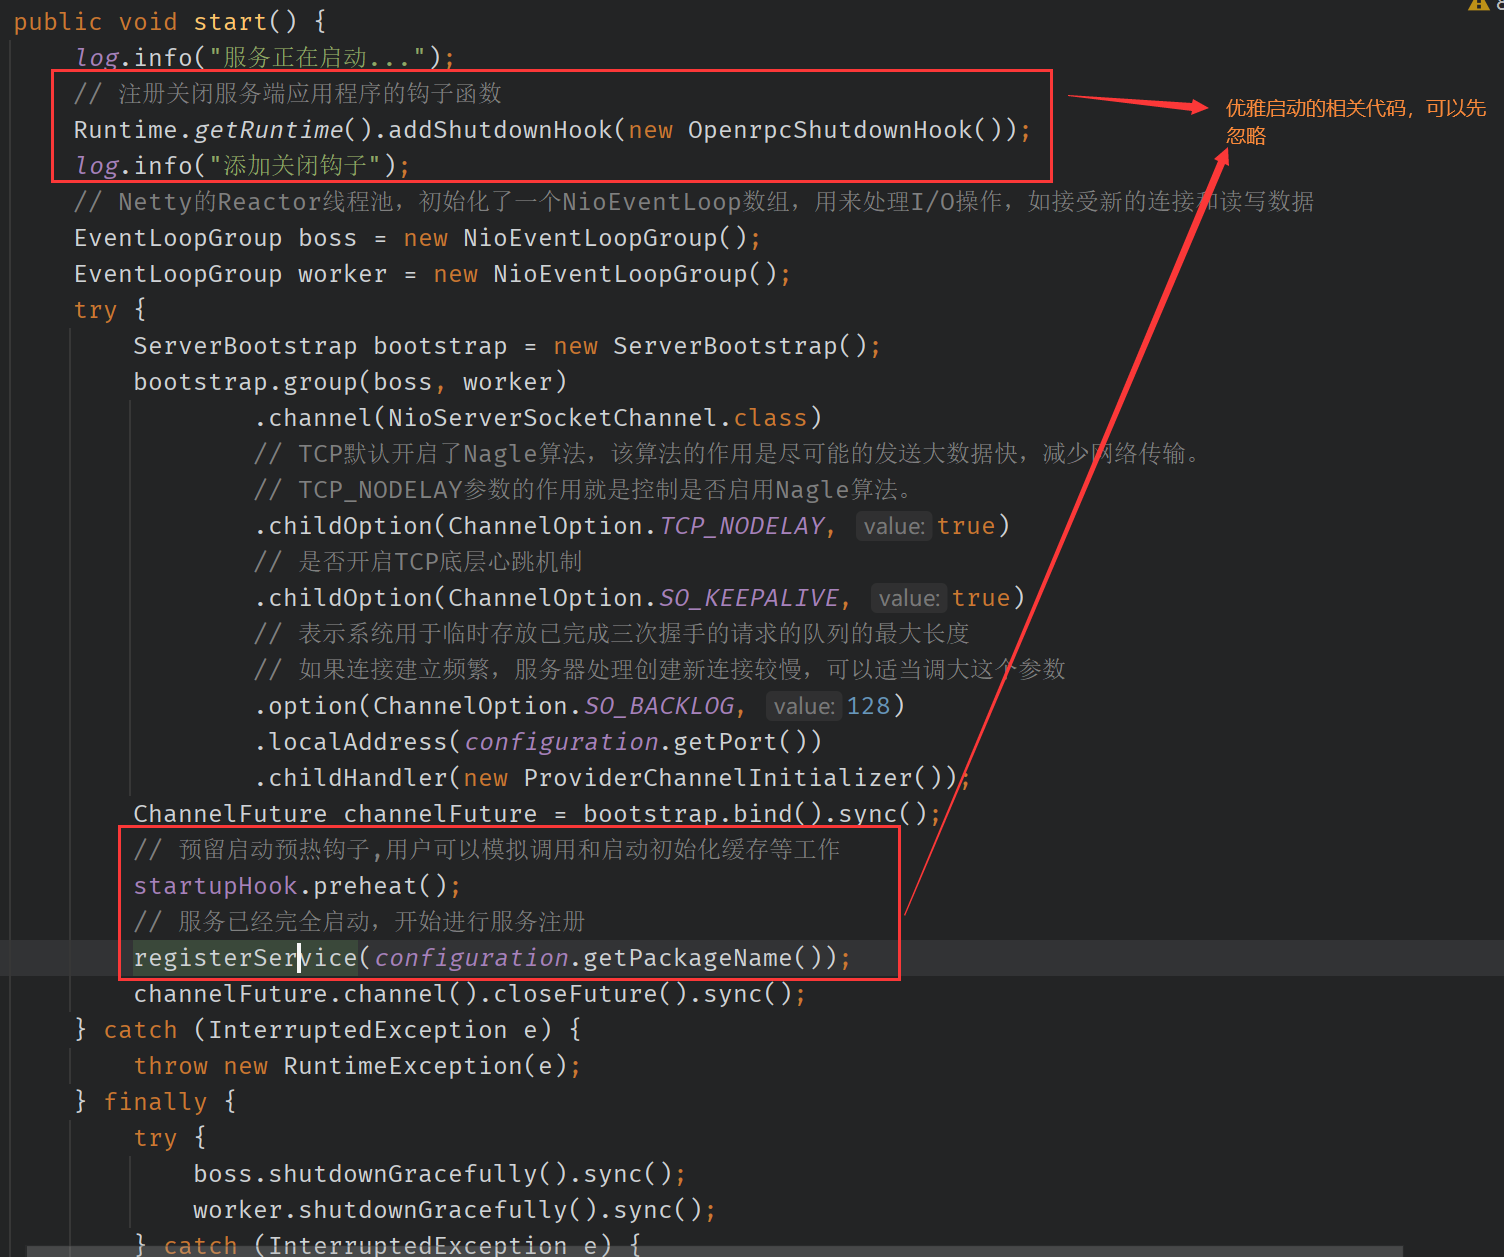 public void start() {
log.info("服务正在启动...");
// 注册关闭服务端应用程序的钩子函数
Runtime.getRuntime().addShutdownHook(new OpenrpcShutdownHook());
log.info("添加关闭钩子");
优雅启动的相关代码，可以先
忽略
// Netty的Reactor线程池，初始化了一个NioEventLoop数组，用来处理I/O操作，如接受新的连接和读写数据
EventLoopGroup boss = new NioEventLoopGroup();
EventLoopGroup worker = new NioEventLoopGroup();
try {
ServerBootstrap bootstrap = new ServerBootstrap();
bootstrap.group(boss, worker)
.channel(NioServerSocketChannel.class)
// TCP默认开启了Nagle算法，该算法的作用是尽可能的发送大数据快，减少网络传输。
// TCP_NODELAY参数的作用就是控制是否启用Nagle算法。
.childOption(ChannelOption.TCP_NODELAY, value: true)
// 是否开启TCP底层心跳机制
.childOption(ChannelOption.SO_KEEPALIVE, value: true)
// 表示系统用于临时存放已完成三次握手的请求的队列的最大长度
// 如果连接建立频繁，服务器处理创建新连接较慢，可以适当调大这个参数
.option(ChannelOption.SO_BACKLOG, value: 128)
.localAddress(configuration.getPort())
.childHandler(new ProviderChannelInitializer());
ChannelFuture channelFuture = bootstrap.bind().sync();
// 预留启动预热钩子,用户可以模拟调用和启动初始化缓存等工作
startupHook.preheat();
// 服务已经完全启动，开始进行服务注册
registerService(configuration.getPackageName());
channelFuture.channel().closeFuture().sync();
} catch (InterruptedException e) {
throw new RuntimeException(e);
} finally {
try {
boss.shutdownGracefully().sync();
worker.shutdownGracefully().sync();
} catch (InterruptedException e) {